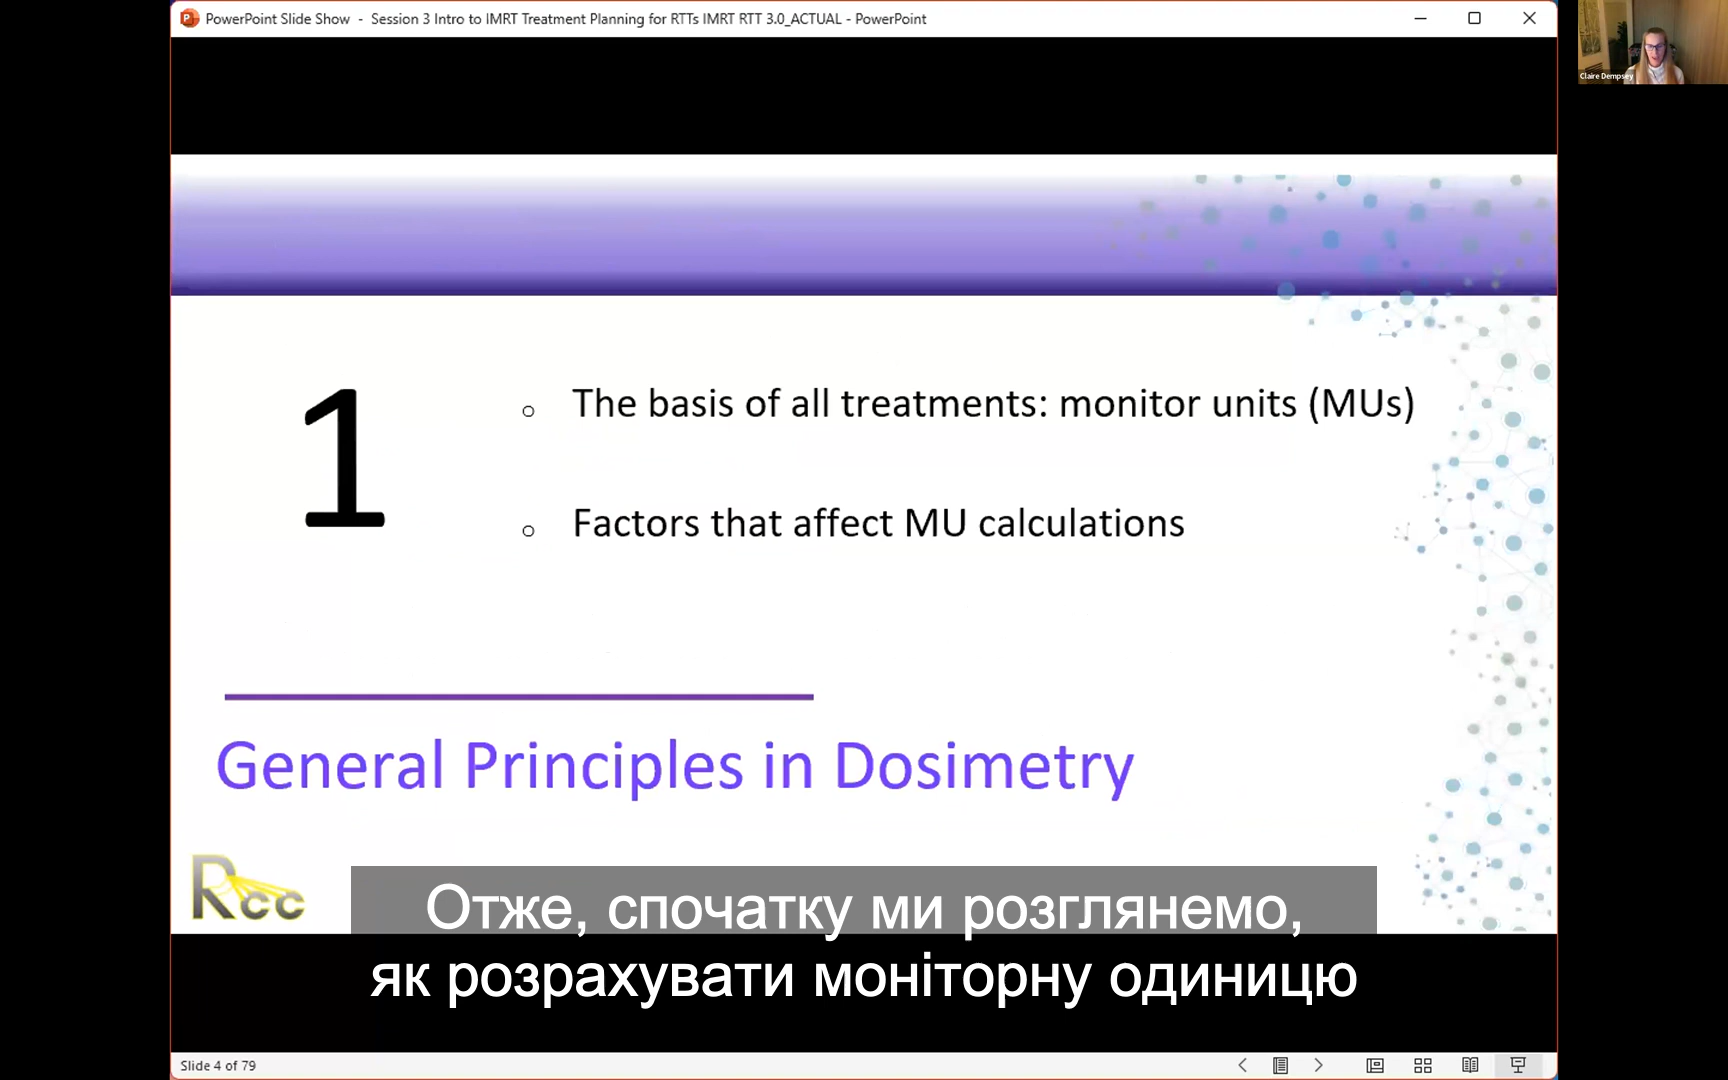 PowerPoint Slide Show - Session 3 Intro to IMRT Treatment Planning for RTTs IMRT RTT 3.0_ACTUAL - PowerPoint
Claire Dempsey
1
The basis of all treatments: monitor units (MUs)
Factors that affect MU calculations
General Principles in Dosimetry
Rcc
Отже, спочатку ми розглянемо,
як розрахувати моніторну одиницю
Slide 4 of 79